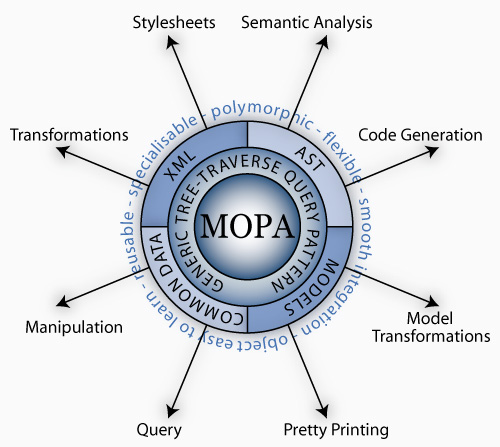 Stylesheets
Semantic Analysis
Transformations
Code Generation
reusable - specialisable - polymorphic - flexible - smooth integration - object easy to learn -
XML
AST
GENERIC TREE-TRAVERSE QUERY PATTERN
MOPA
COMMON DATA
MODELS
Manipulation
Model
Transformations
Query
Pretty Printing